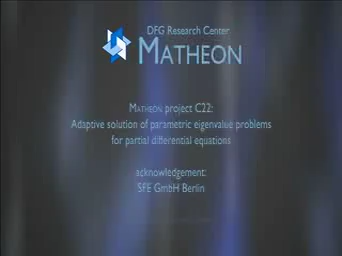 DFG Research Center
MATHEON
MATHEON project C22:
Adaptive solution of parametric eigenvalue problems
for partial differential equations
acknowledgement:
SFE GmbH Berlin